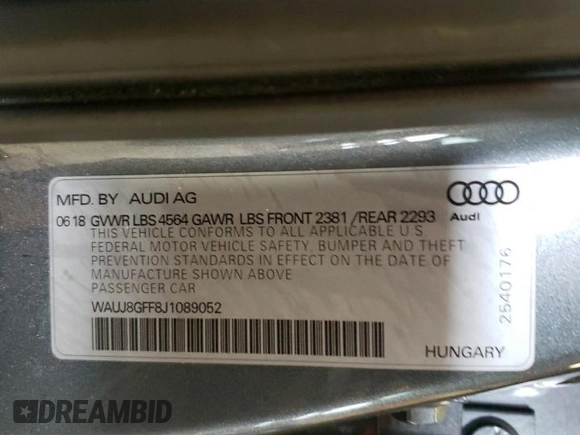 MFD. BY AUDI AG
06 18 GVWR LBS 4564 GAWR LBS FRONT 2381 / REAR 2293
Audi
THIS VEHICLE CONFORMS TO ALL APPLICABLE U S
FEDERAL MOTOR VEHICLE SAFETY, BUMPER AND THEFT
PREVENTION STANDARDS IN EFFECT ON THE DATE OF
MANUFACTURE SHOWN ABOVE
PASSENGER CAR
WAUJ8GFF8J1089052
2540176
HUNGARY
DREAMBID